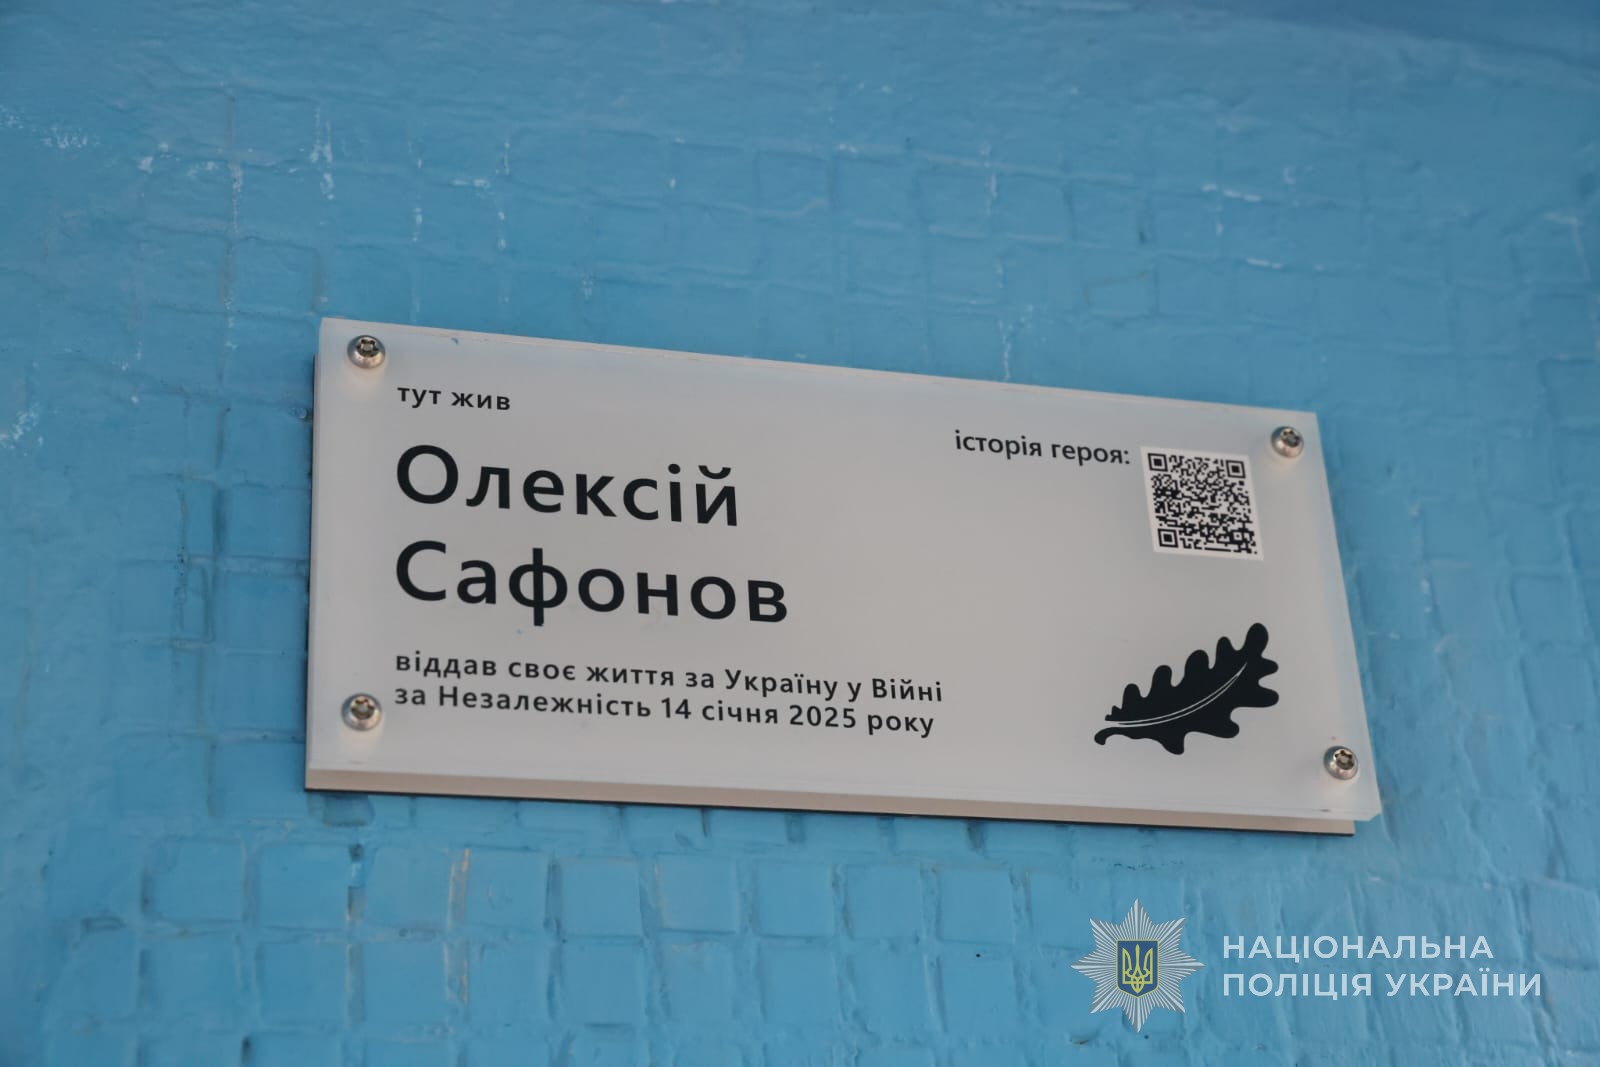 тут жив
Олексій
Сафонов
віддав своє життя за Україну у Війні
за Незалежність 14 січня 2025 року
історія героя:
НАЦІОНАЛЬНА
ПОЛІЦІЯ УКРАЇНИ